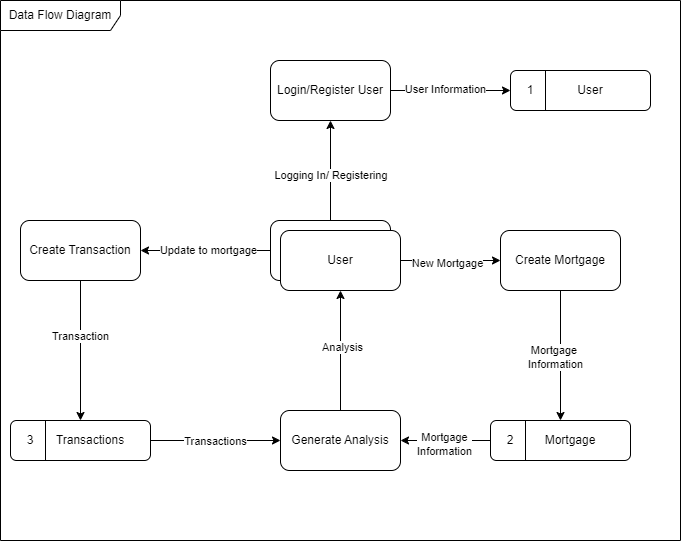 Data Flow Diagram
Login/Register User
User Information
1
User
Logging In/ Registering
Create Transaction
Update to mortgage
User
New Mortgage
Create Mortgage
Transaction
Analysis
Mortgage
Information
3
Transactions
Transactions
Generate Analysis
Mortgage
Information
2
Mortgage